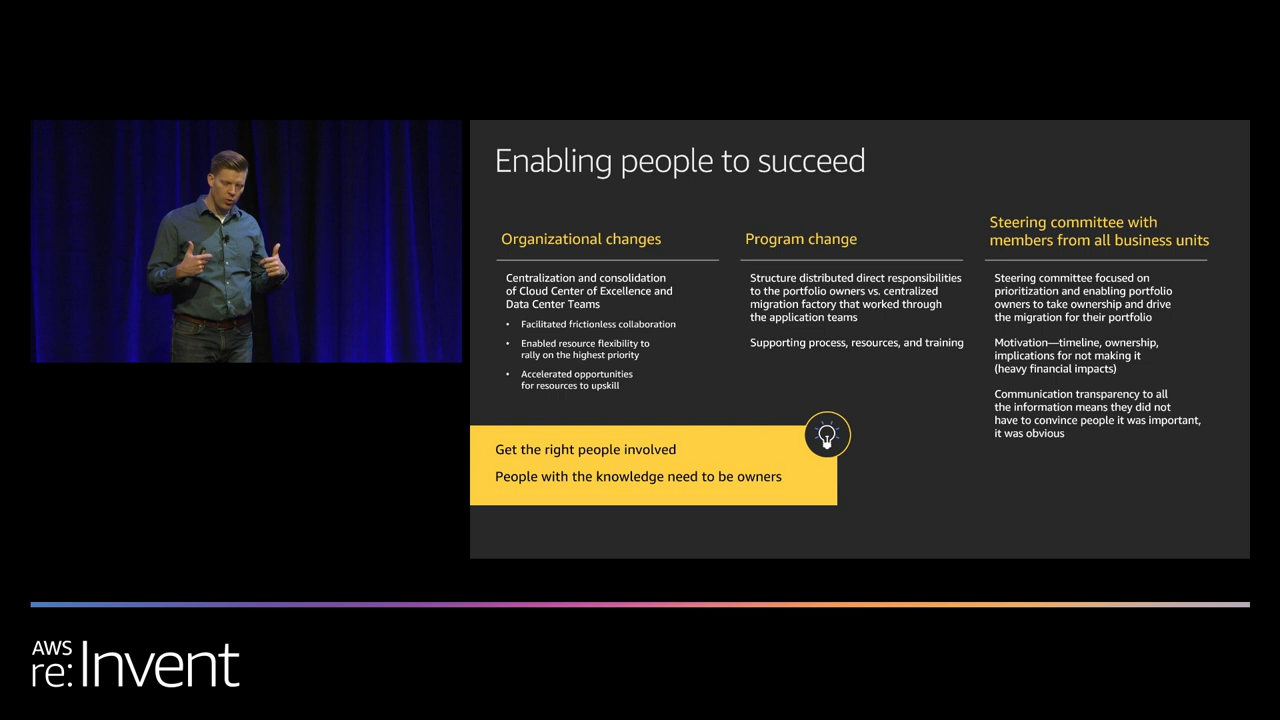 Enabling people to succeed
Organizational changes
Centralization and consolidation
of Cloud Center of Excellence and
Data Center Teams
• Facilitated frictionless collaboration
• Enabled resource flexibility to
rally on the highest priority
• Accelerated opportunities
for resources to upskill
Program change
Structure distributed direct responsibilities
to the portfolio owners vs. centralized
migration factory that worked through
the application teams
Supporting process, resources, and training
Steering committee with
members from all business units
Steering committee focused on
prioritization and enabling portfolio
owners to take ownership and drive
the migration for their portfolio
Motivation—timeline, ownership,
implications for not making it
(heavy financial impacts)
Communication transparency to all
the information means they did not
have to convince people it was important,
it was obvious
Get the right people involved
People with the knowledge need to be owners
AWS
re:Invent